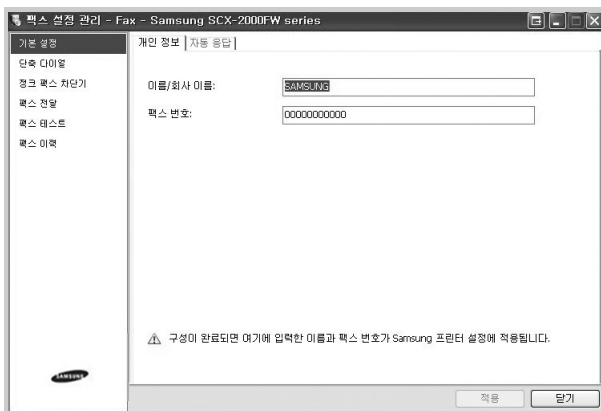 팩스 설정 관리 - Fax - Samsung SCX-2000FW series
기본 설정
단축 다이얼
정크 팩스 차단기
팩스 전달
팩스 테스트
팩스 이력
개인 정보
자동 응답
이름/회사 이름:
SAMSUNG
팩스 번호:
00000000000
구성이 완료되면 여기에 입력한 이름과 팩스 번호가 Samsung 프린터 설정에 적용됩니다.
SAMSUNG
적용
닫기